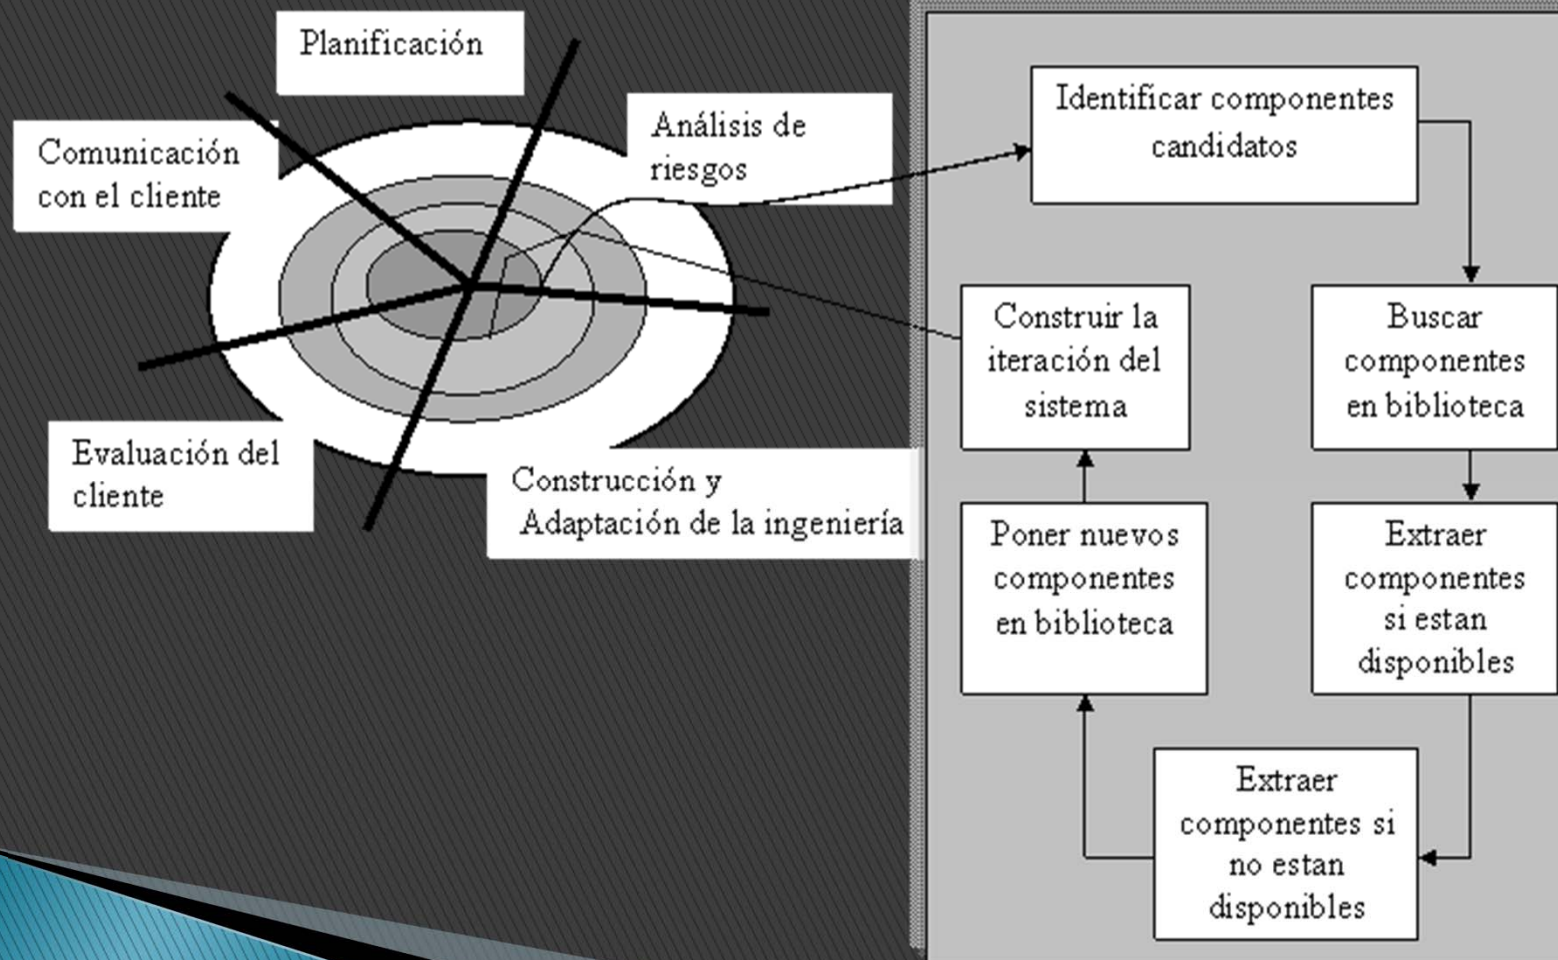 Planificación
Comunicación
con el cliente
Análisis de
riesgos
Evaluación del
cliente
Construcción y
Adaptación de la ingeniería
Identificar componentes
candidatos
Buscar
componentes
en biblioteca
Extraer
componentes
si estan
disponibles
Extraer
componentes si
no estan
disponibles
Poner nuevos
componentes
en biblioteca
Construir la
iteración del
sistema